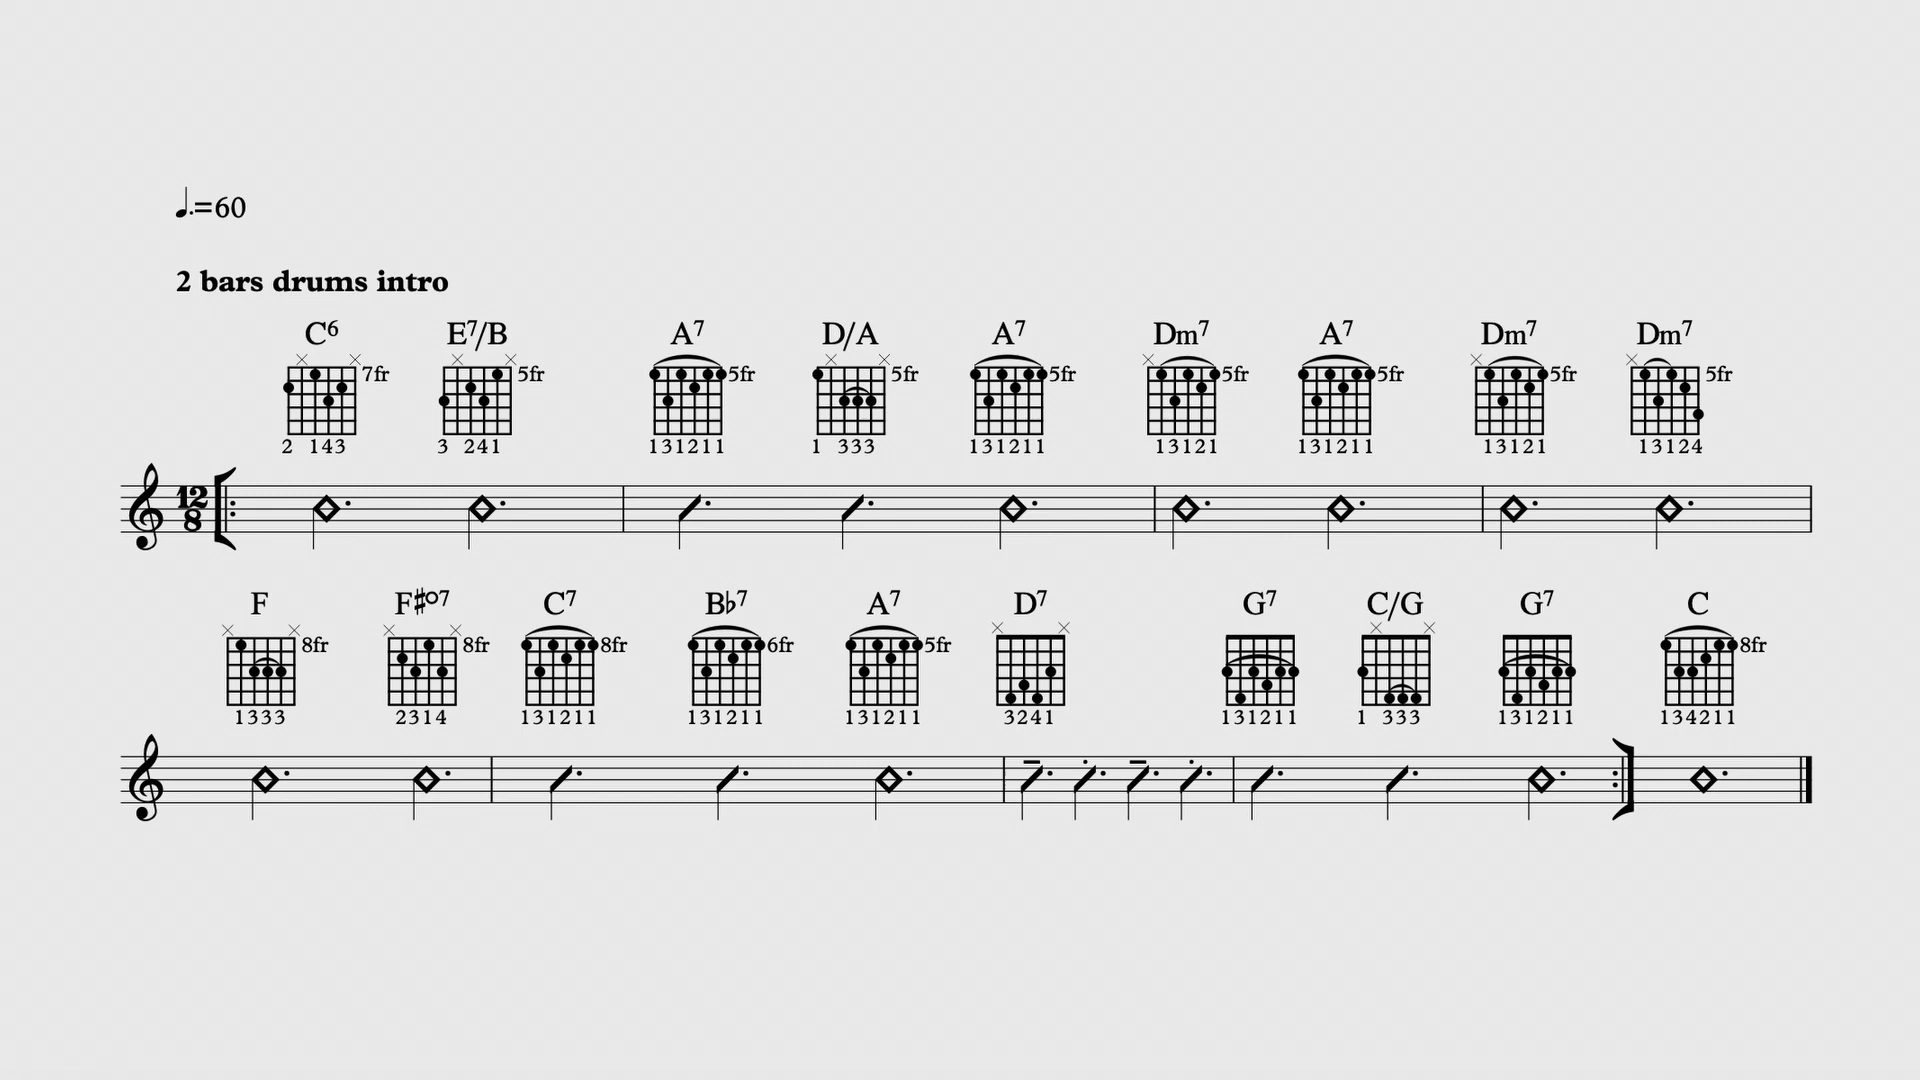 ♩.=60
2 bars drums intro
C6 E7/B A7 D/A A7 Dm7 A7 Dm7 Dm7
7fr 5fr 5fr 5fr 5fr 5fr 5fr 5fr 5fr
2 143 3 241 131211 1 333 131211 13121 131211 13121 13124
12
8
F F#o7 C7 B♭7 A7 D7 G7 C/G G7 C
8fr 8fr 8fr 6fr 5fr 8fr
1333 2314 131211 131211 131211 3241 131211 1 333 131211 134211